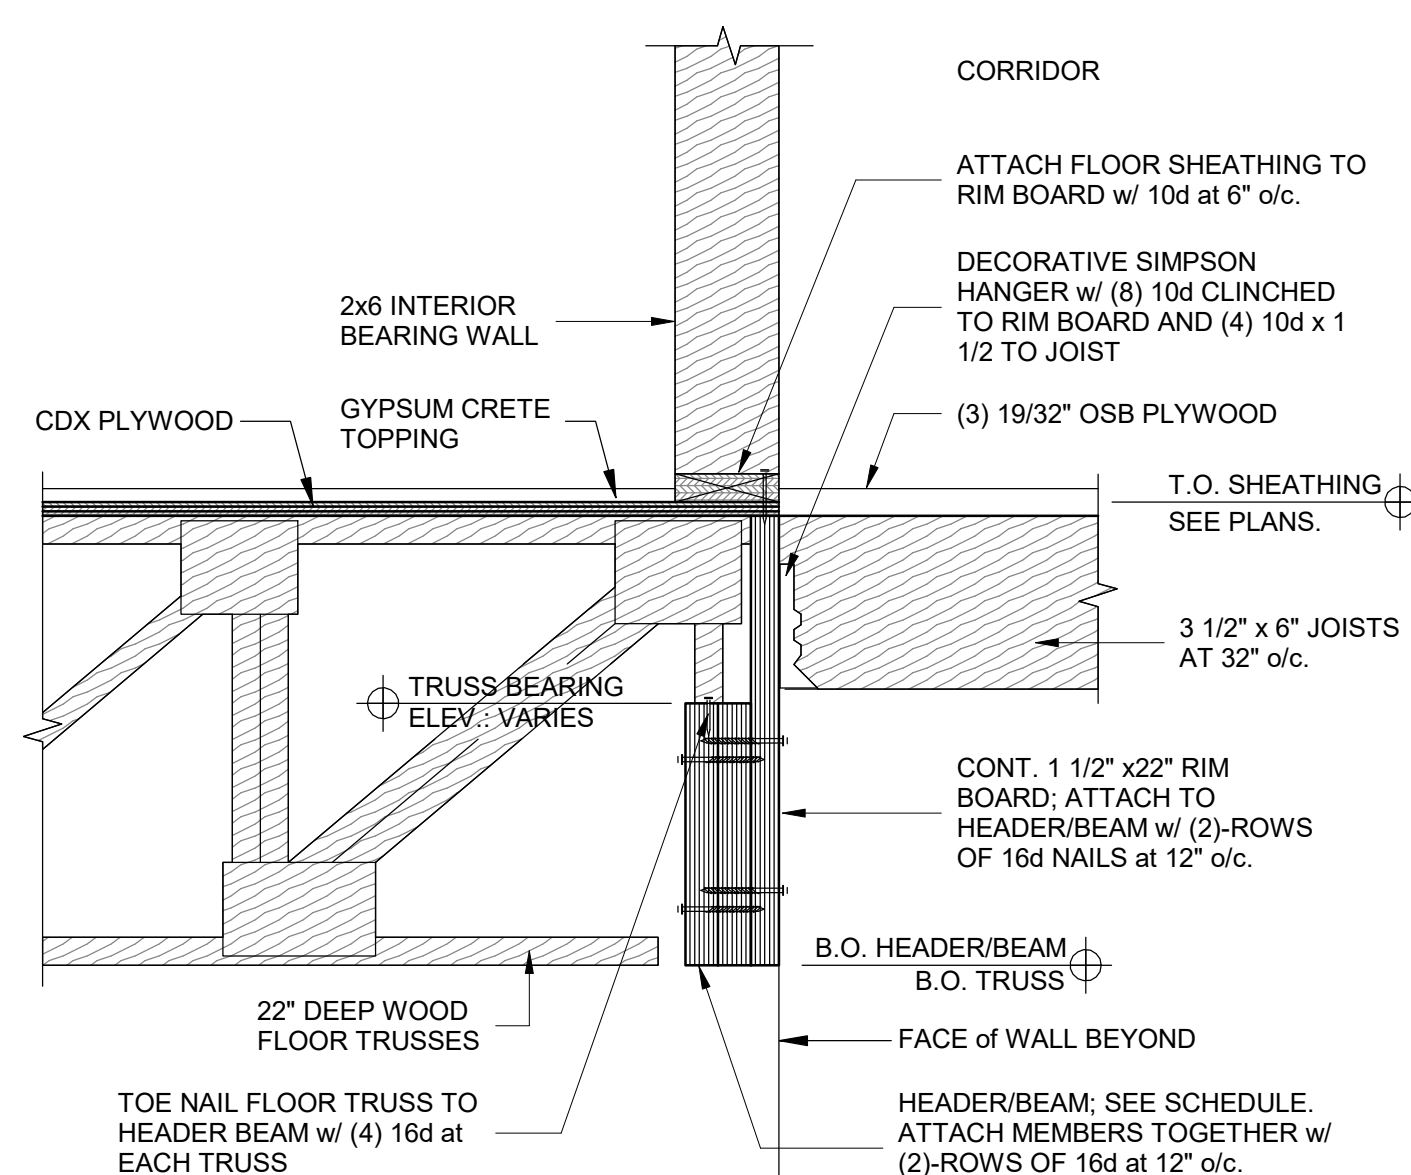 CORRIDOR
ATTACH FLOOR SHEATHING TO
RIM BOARD w/ 10d at 6" o/c.
DECORATIVE SIMPSON
HANGER w/ (8) 10d CLINCHED
TO RIM BOARD AND (4) 10d x 1
1/2 TO JOIST
2x6 INTERIOR
BEARING WALL
CDX PLYWOOD
GYPSUM CRETE
TOPPING
(3) 19/32" OSB PLYWOOD
T.O. SHEATHING
SEE PLANS.
3 1/2" x 6" JOISTS
AT 32" o/c.
TRUSS BEARING
ELEV.: VARIES
CONT. 1 1/2" x22" RIM
BOARD; ATTACH TO
HEADER/BEAM w/ (2)-ROWS
OF 16d NAILS at 12" o/c.
B.O. HEADER/BEAM
B.O. TRUSS
22" DEEP WOOD
FLOOR TRUSSES
FACE of WALL BEYOND
TOE NAIL FLOOR TRUSS TO
HEADER BEAM w/ (4) 16d at
EACH TRUSS
HEADER/BEAM; SEE SCHEDULE.
ATTACH MEMBERS TOGETHER w/
(2)-ROWS OF 16d at 12" o/c.